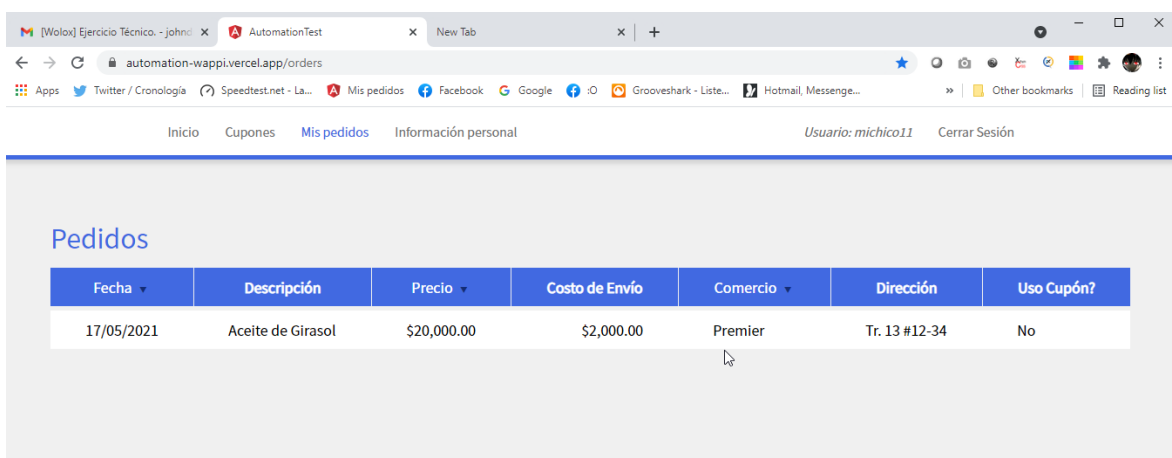 [Wolox] Ejercicio Técnico. - johnd AutomationTest New Tab
automation-wappi.vercel.app/orders
Apps Twitter / Cronología Speedtest.net - La... Mis pedidos Facebook Google :O Grooveshark - Liste... Hotmail, Messenge... » Other bookmarks Reading list
Inicio Cupones Mis pedidos Información personal Usuario: michico11 Cerrar Sesión
Pedidos
Fecha Descripción Precio Costo de Envío Comercio Dirección Uso Cupón?
17/05/2021 Aceite de Girasol $20,000.00 $2,000.00 Premier Tr. 13 #12-34 No